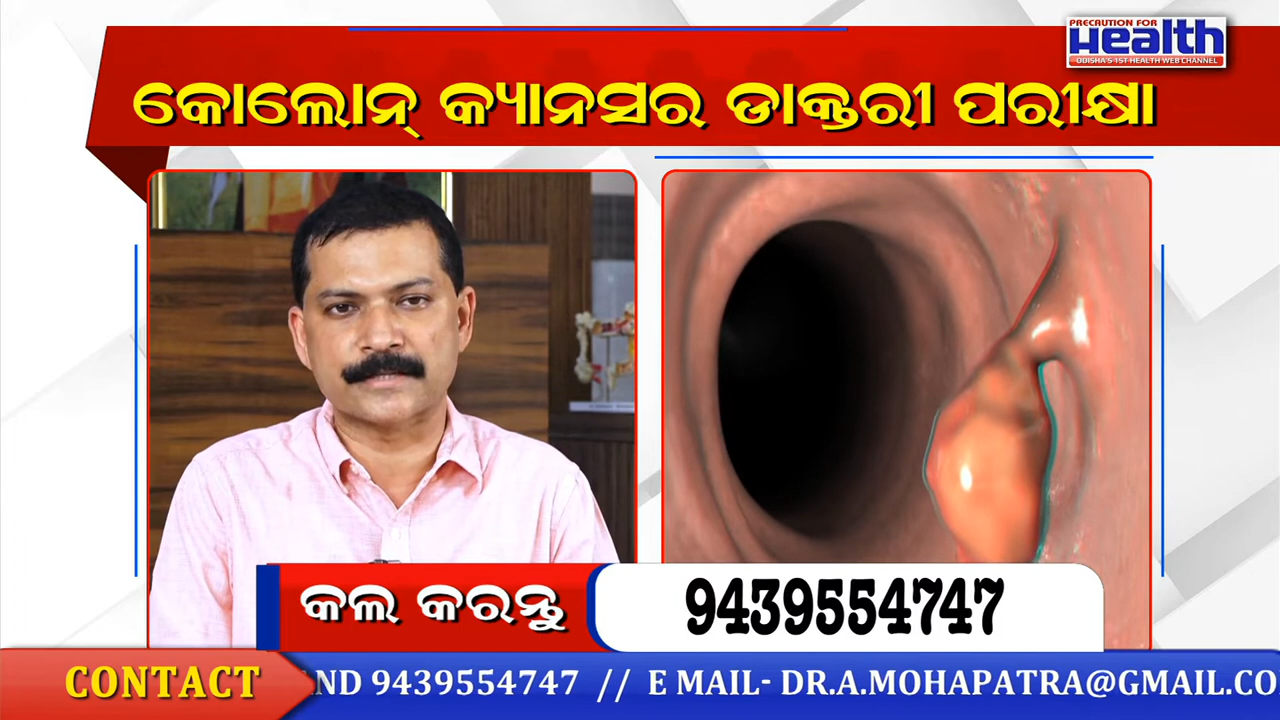 PRECAUTION FOR
Health
ODISHA'S 1ST HEALTH WEB CHANNEL
କୋଲୋନ୍ କ୍ୟାନସର ଡାକ୍ତରୀ ପରୀକ୍ଷା
କଲ କରନ୍ତୁ 9439554747
CONTACT ND 9439554747 // E MAIL- DR.A.MOHAPATRA@GMAIL.CO